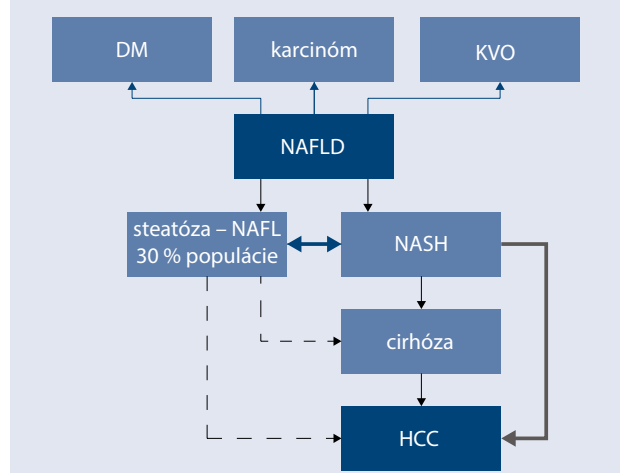 DM
karcinóm
KVO
NAFLD
steatóza – NAFL
30 % populácie
NASH
cirhóza
HCC